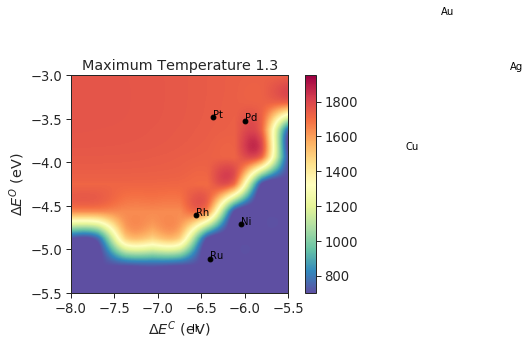 Au
Ag
Maximum Temperature 1.3
−3.0
−3.5
−4.0
−4.5
−5.0
−5.5
ΔE^O (eV)
Pt
Pd
Rh
Ni
Ru
Cu
1800
1600
1400
1200
1000
800
−8.0 −7.5 −7.0 −6.5 −6.0 −5.5
ΔE^C (eV)
Ir